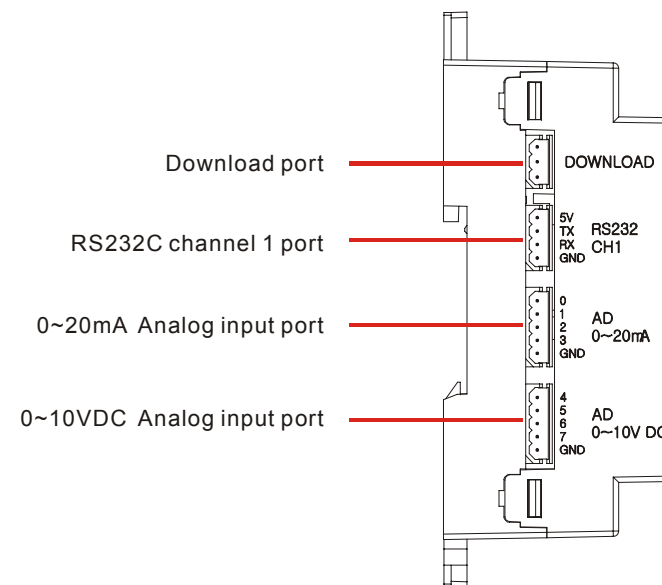 Download port
DOWNLOAD
RS232C channel 1 port
5V
TX
RX
GND
RS232
CH1
0~20mA Analog input port
0
1
2
3
GND
AD
0~20mA
0~10VDC Analog input port
4
5
6
7
GND
AD
0~10V DC